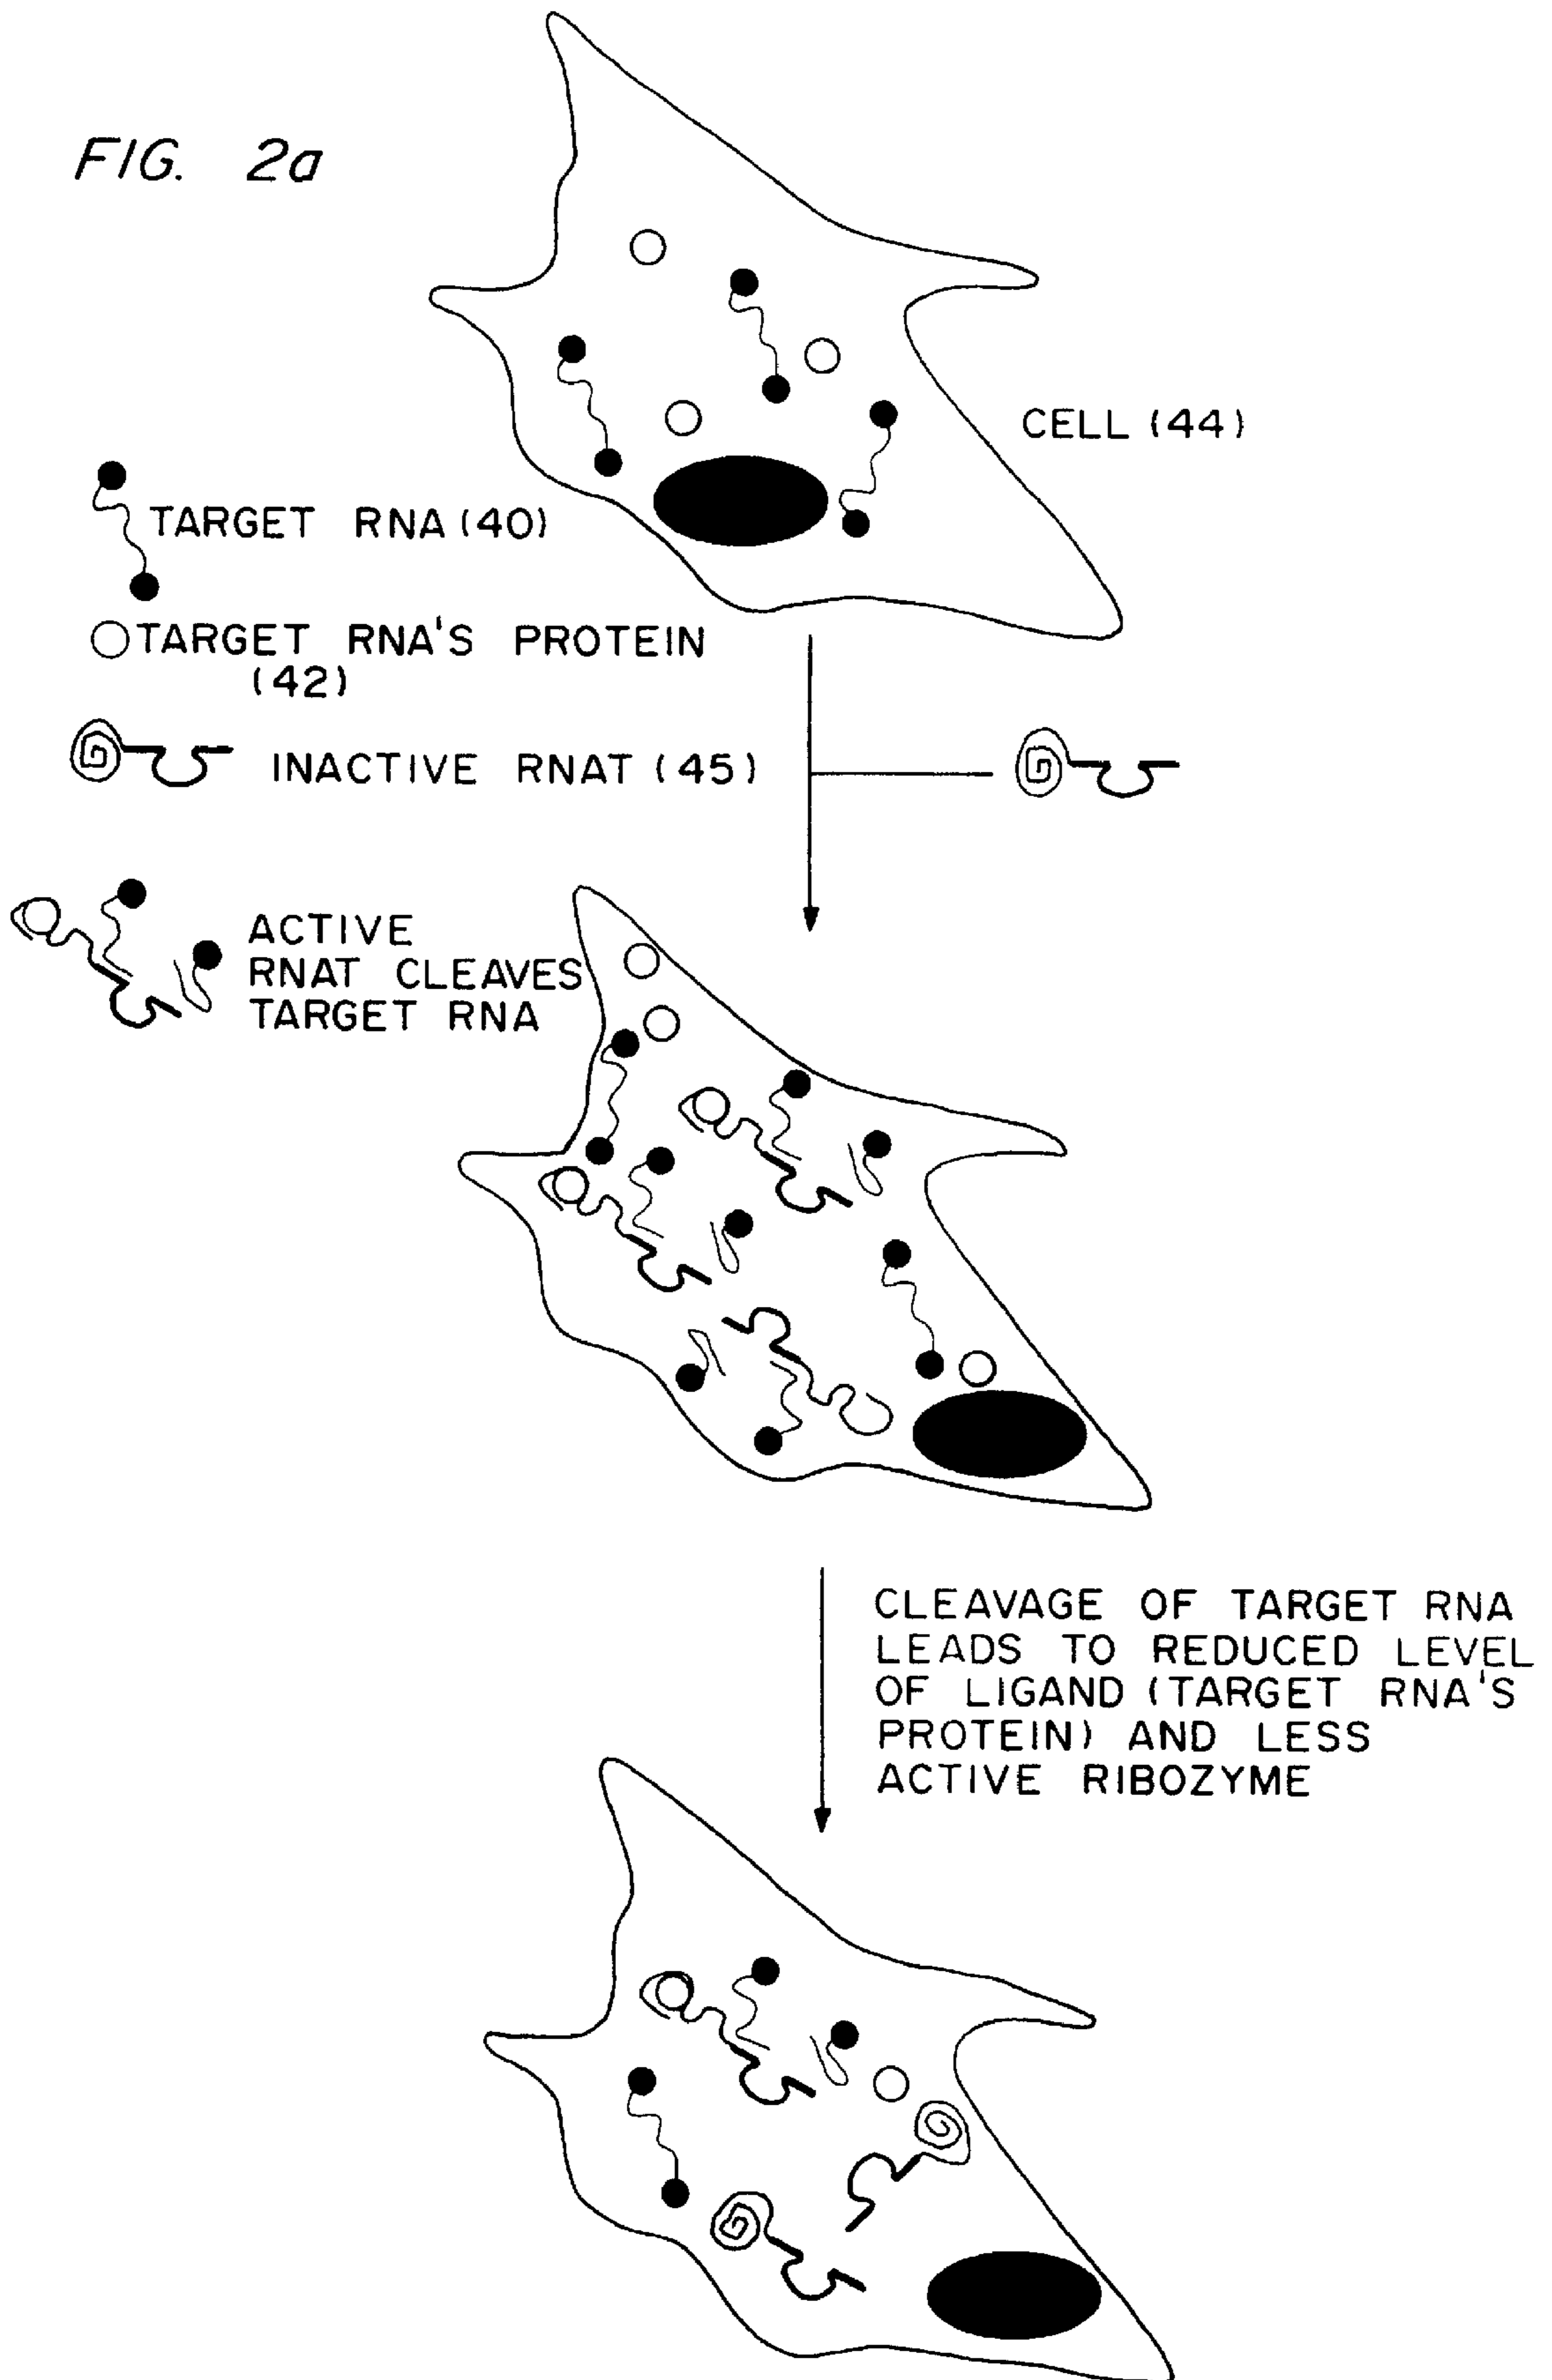 FIG. 2a
CELL (44)
TARGET RNA (40)
TARGET RNA'S PROTEIN
(42)
INACTIVE RNAT (45)
ACTIVE
RNAT CLEAVES
TARGET RNA
CLEAVAGE OF TARGET RNA
LEADS TO REDUCED LEVEL
OF LIGAND (TARGET RNA'S
PROTEIN) AND LESS
ACTIVE RIBOZYME